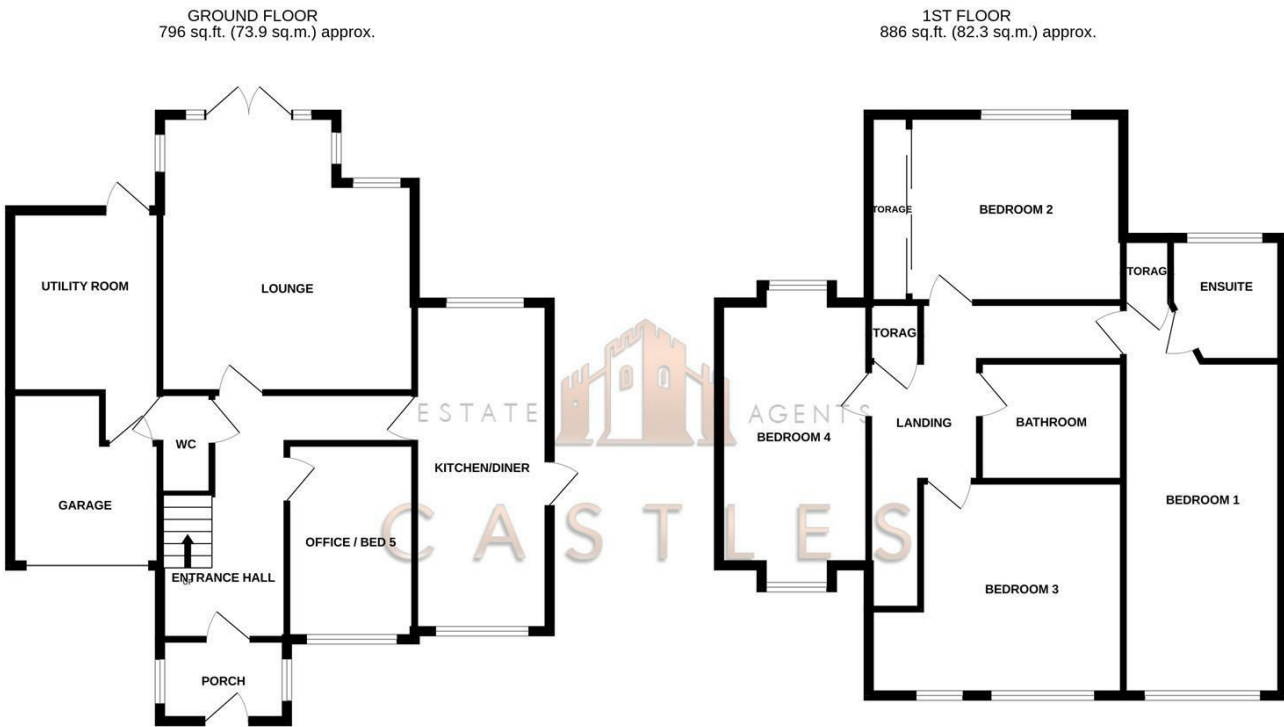 GROUND FLOOR
796 sq.ft. (73.9 sq.m.) approx.
1ST FLOOR
886 sq.ft. (82.3 sq.m.) approx.
UTILITY ROOM
LOUNGE
WC
KITCHEN/DINER
GARAGE
OFFICE / BED 5
UP
ENTRANCE HALL
PORCH
TORAGE
BEDROOM 2
TORAG
ENSUITE
TORAG
LANDING
BATHROOM
BEDROOM 4
BEDROOM 1
BEDROOM 3
ESTATE AGENTS
CASTLES